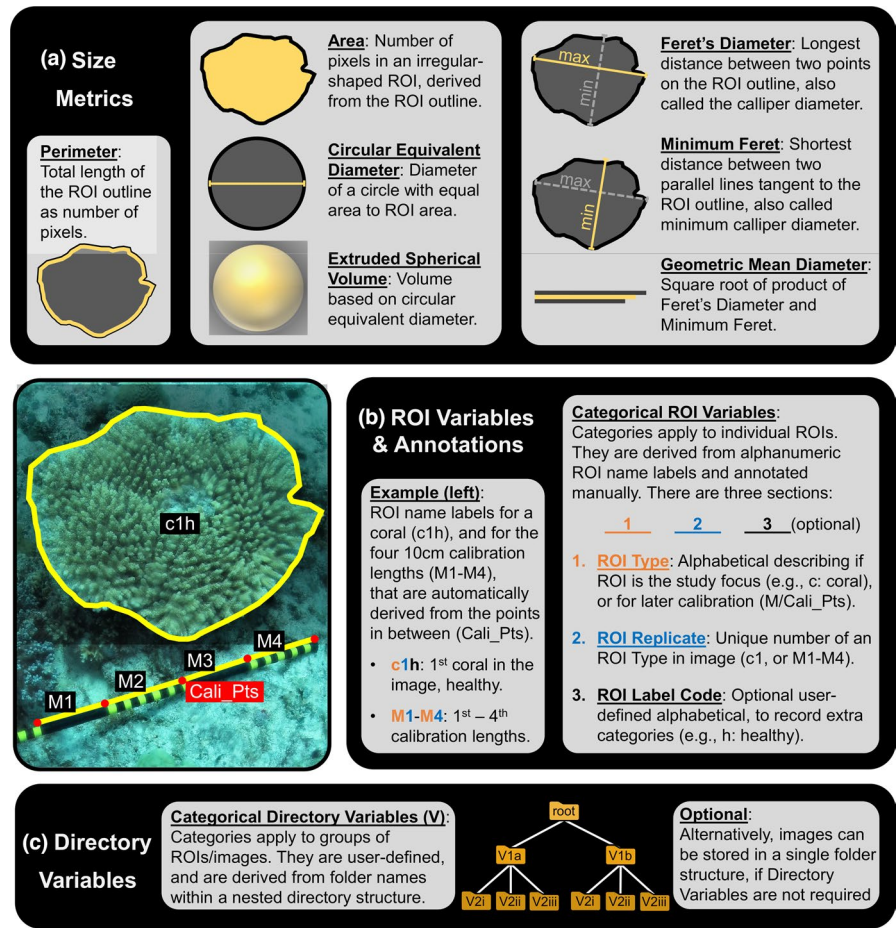 (a) Size
Metrics
Perimeter:
Total length of
the ROI outline
as number of
pixels.
Area: Number of
pixels in an irregular-
shaped ROI, derived
from the ROI outline.
Circular Equivalent
Diameter: Diameter
of a circle with equal
area to ROI area.
Extruded Spherical
Volume: Volume
based on circular
equivalent diameter.
max
min
Feret's Diameter: Longest
distance between two points
on the ROI outline, also
called the calliper diameter.
max
min
Minimum Feret: Shortest
distance between two
parallel lines tangent to the
ROI outline, also called
minimum calliper diameter.
Geometric Mean Diameter:
Square root of product of
Feret's Diameter and
Minimum Feret.
c1h
M1
M2
M3
M4
Cali_Pts
(b) ROI Variables
& Annotations
Example (left):
ROI name labels for a
coral (c1h), and for the
four 10cm calibration
lengths (M1-M4),
that are automatically
derived from the points
in between (Cali_Pts).
• c1h: 1st coral in the
image, healthy.
• M1-M4: 1st – 4th
calibration lengths.
Categorical ROI Variables:
Categories apply to individual ROIs.
They are derived from alphanumeric
ROI name labels and annotated
manually. There are three sections:
1 2 3 (optional)
1. ROI Type: Alphabetical describing if
ROI is the study focus (e.g., c: coral),
or for later calibration (M/Cali_Pts).
2. ROI Replicate: Unique number of an
ROI Type in image (c1, or M1-M4).
3. ROI Label Code: Optional user-
defined alphabetical, to record extra
categories (e.g., h: healthy).
(c) Directory
Variables
Categorical Directory Variables (V):
Categories apply to groups of
ROIs/images. They are user-defined,
and are derived from folder names
within a nested directory structure.
root
V1a V1b
V2i V2ii V2iii V2i V2ii V2iii
Optional:
Alternatively, images can
be stored in a single folder
structure, if Directory
Variables are not required